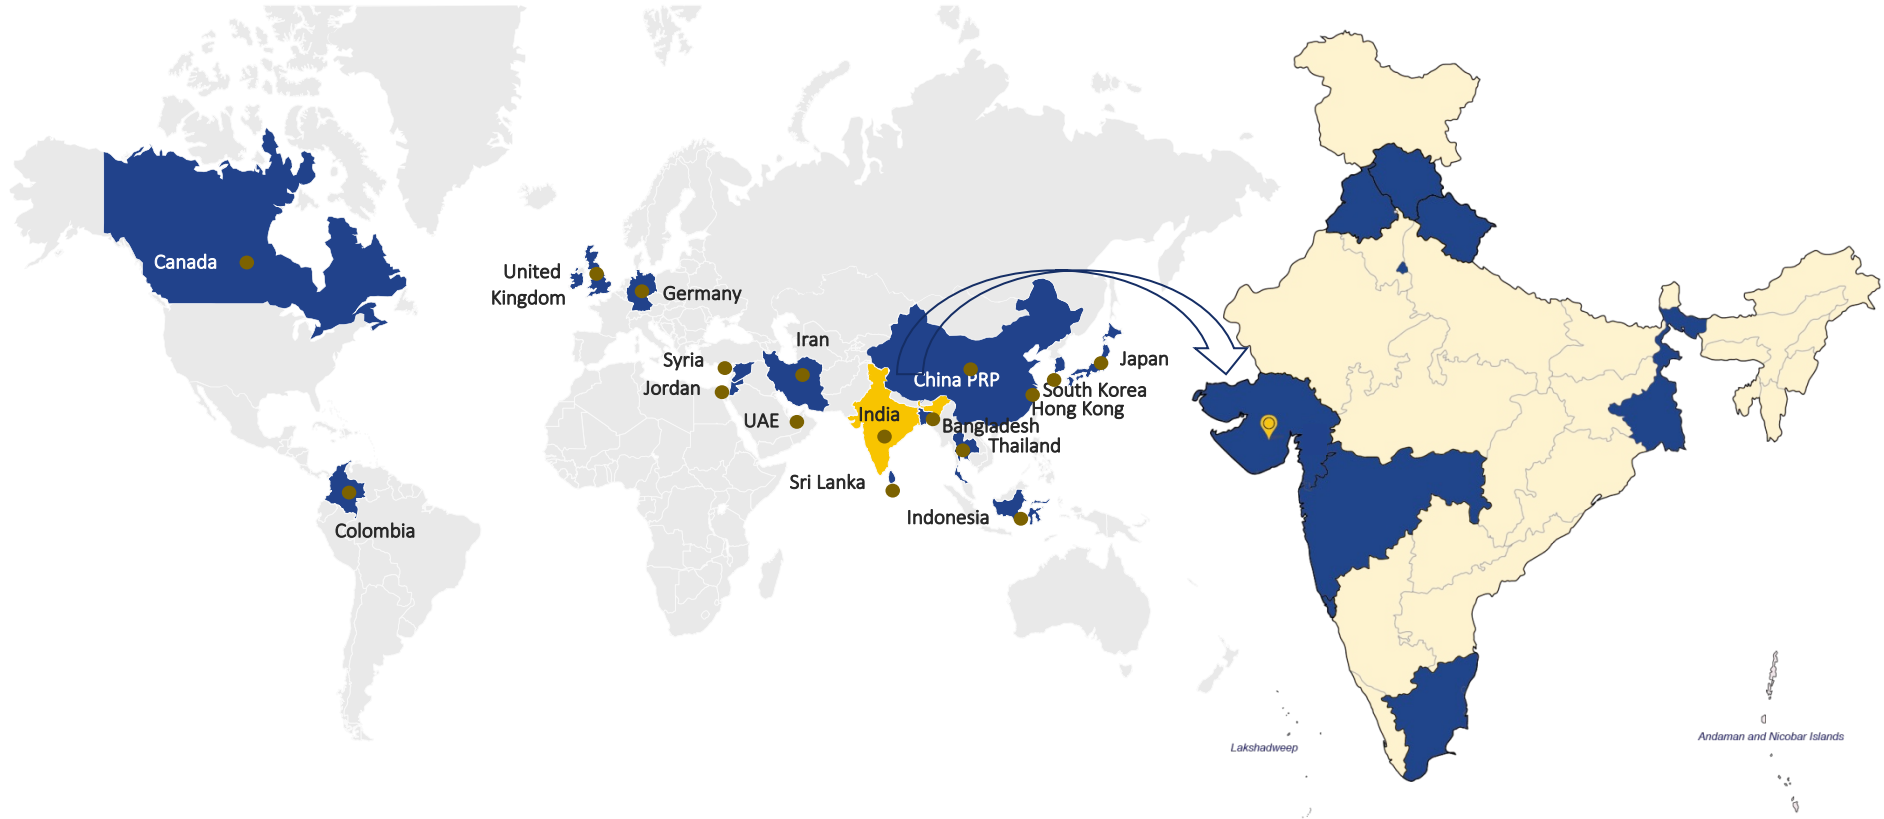 Canada
United
Kingdom
Germany
Iran
Syria
Jordan
UAE
India
China PRP
Japan
South Korea
Hong Kong
Bangladesh
Thailand
Sri Lanka
Indonesia
Colombia
Lakshadweep
Andaman and Nicobar Islands